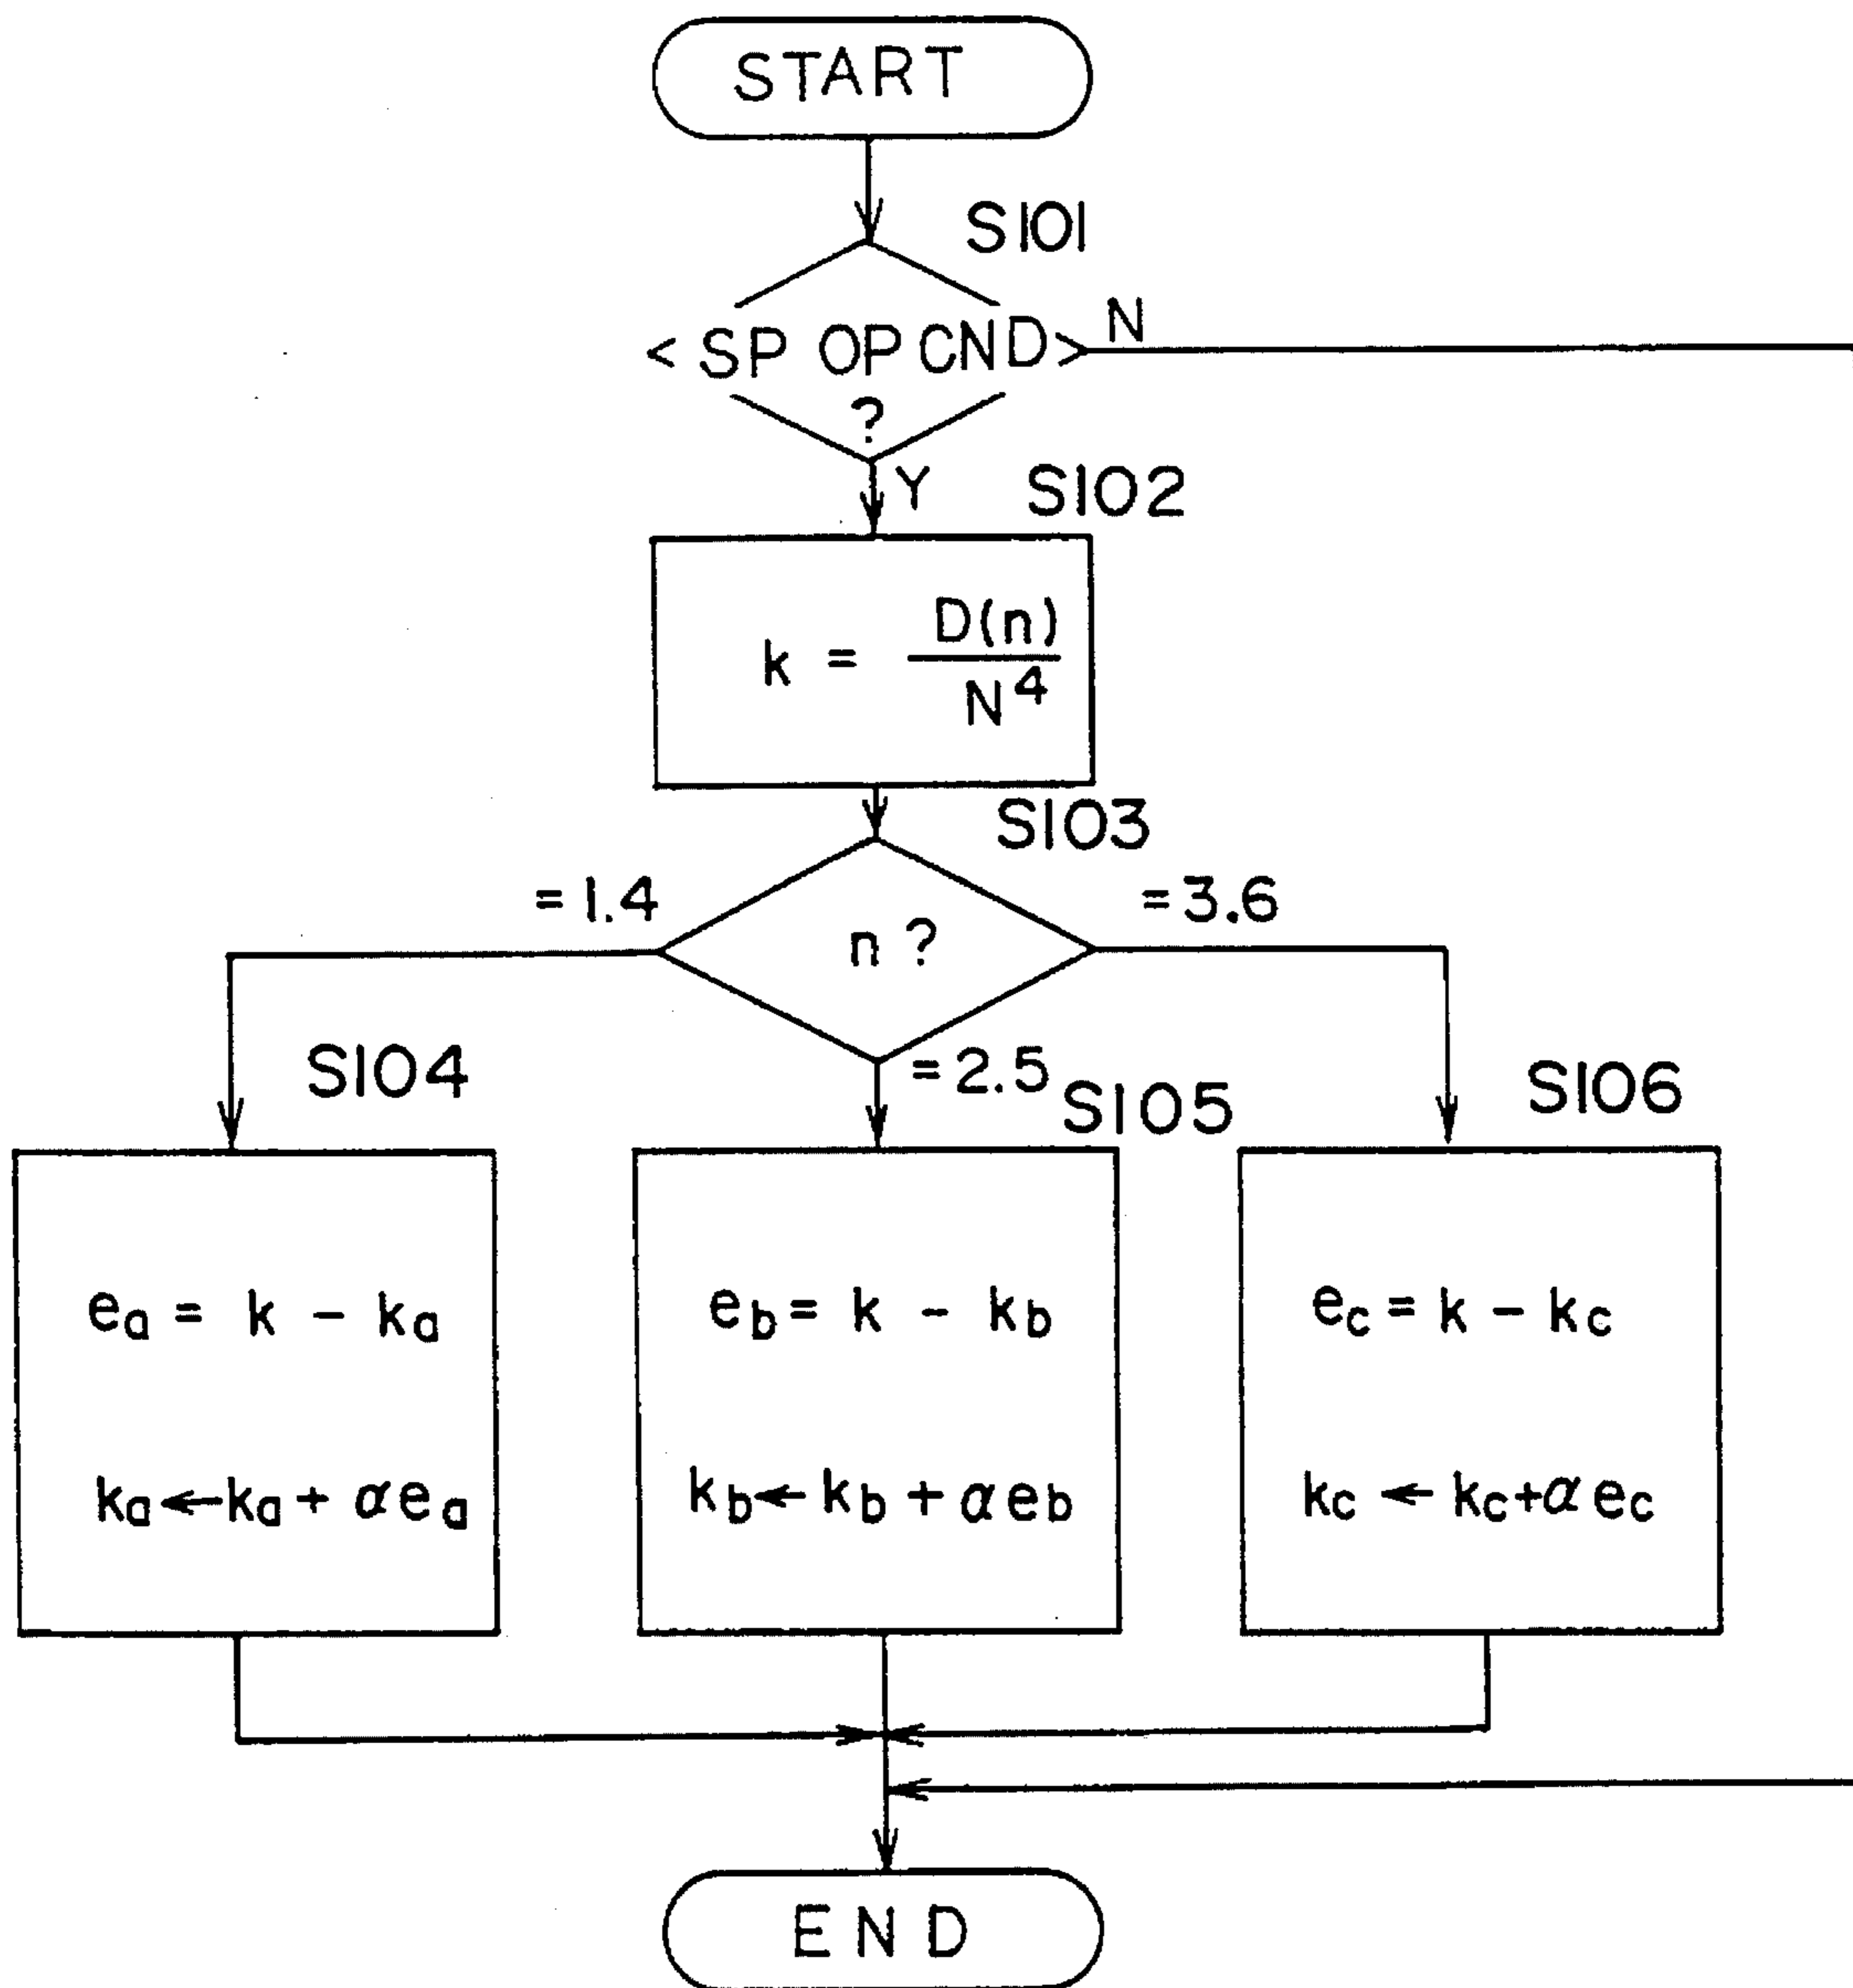 START
S101
< SP OP CND > N
?
Y
S102
k = D(n) / N⁴
S103
= 1.4
n ?
= 3.6
= 2.5
S104
S105
S106
eₐ = k - kₐ
kₐ ← kₐ + αeₐ
e_b = k - k_b
k_b ← k_b + αe_b
e_c = k - k_c
k_c ← k_c + αe_c
END